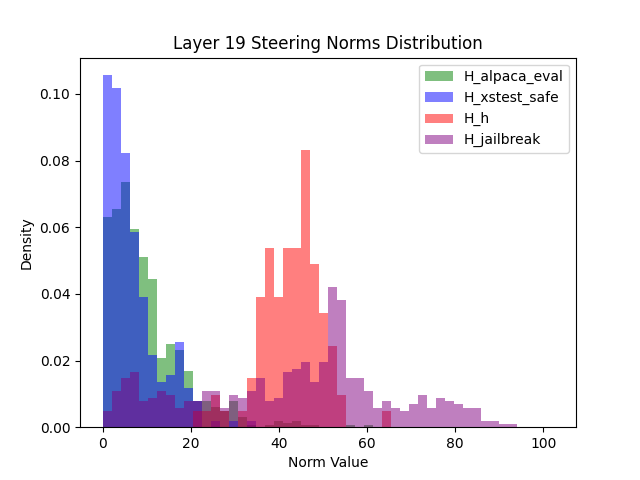 Layer 19 Steering Norms Distribution
H_alpaca_eval
H_xstest_safe
H_h
H_jailbreak
Density
0.10
0.08
0.06
0.04
0.02
0.00
0 20 40 60 80 100
Norm Value